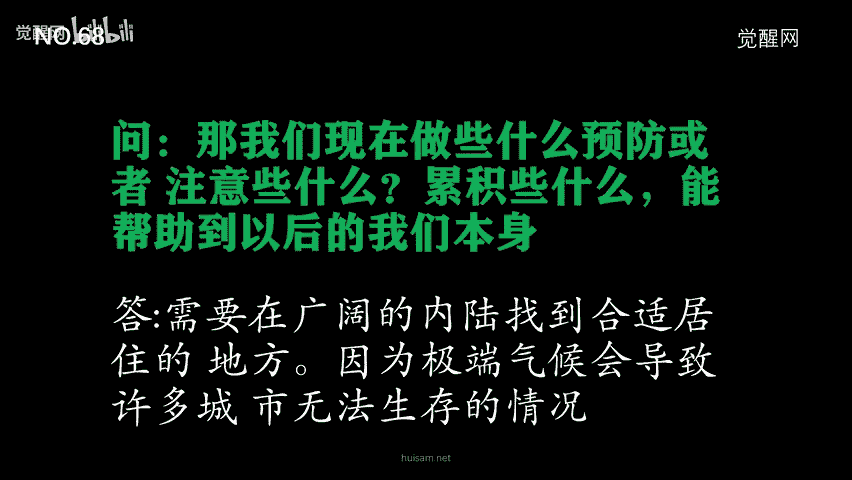 觉醒网 bilibili
NO.68
觉醒网
问：那我们现在做些什么预防或
者 注意些什么？累积些什么，能
帮助到以后的我们本身
答:需要在广阔的内陆找到合适居
住的 地方。因为极端气候会导致
许多城 市无法生存的情况
huisam.net